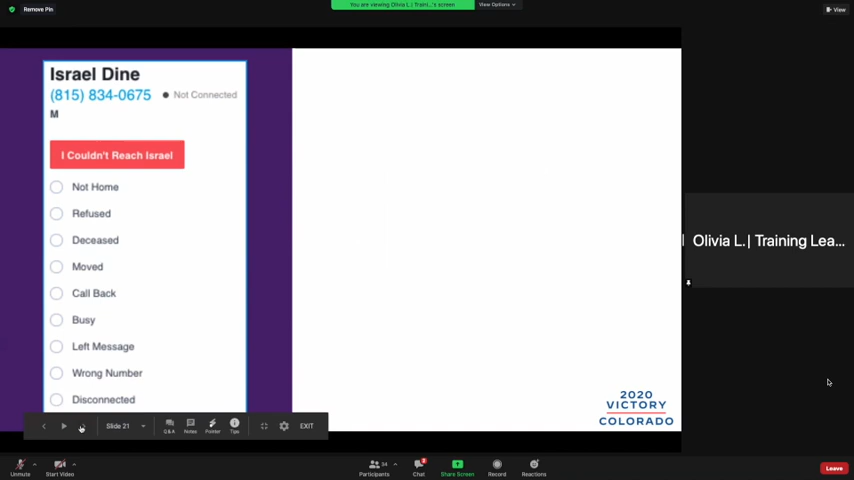 Remove Pin
You are viewing Olivia L. | Traini...'s screen
View Options
View
Israel Dine
(815) 834-0675
Not Connected
M
I Couldn't Reach Israel
Not Home
Refused
Deceased
Moved
Call Back
Busy
Left Message
Wrong Number
Disconnected
Olivia L. | Training Lea...
2020
VICTORY
COLORADO
Slide 21
Q&A
Notes
Pointer
Tips
EXIT
Unmute
Start Video
Participants
34
Chat
2
Share Screen
Record
Reactions
Leave